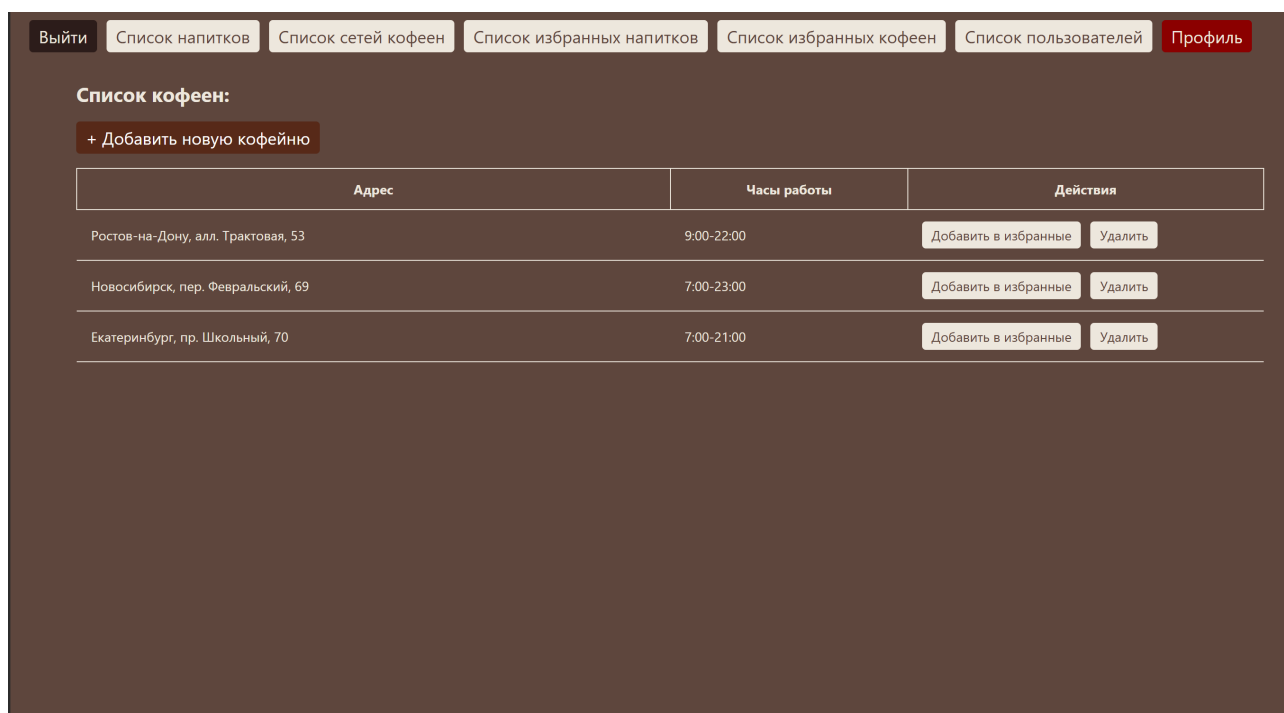 Выйти Список напитков Список сетей кофеен Список избранных напитков Список избранных кофеен Список пользователей Профиль
Список кофеен:
+ Добавить новую кофейню
Адрес Часы работы Действия
Ростов-на-Дону, алл. Трактовая, 53 9:00-22:00 Добавить в избранные Удалить
Новосибирск, пер. Февральский, 69 7:00-23:00 Добавить в избранные Удалить
Екатеринбург, пр. Школьный, 70 7:00-21:00 Добавить в избранные Удалить